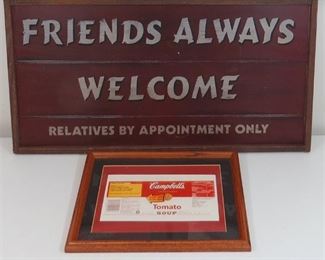 FRIENDS ALWAYS
WELCOME
RELATIVES BY APPOINTMENT ONLY
Campbell's
Tomato
SOUP